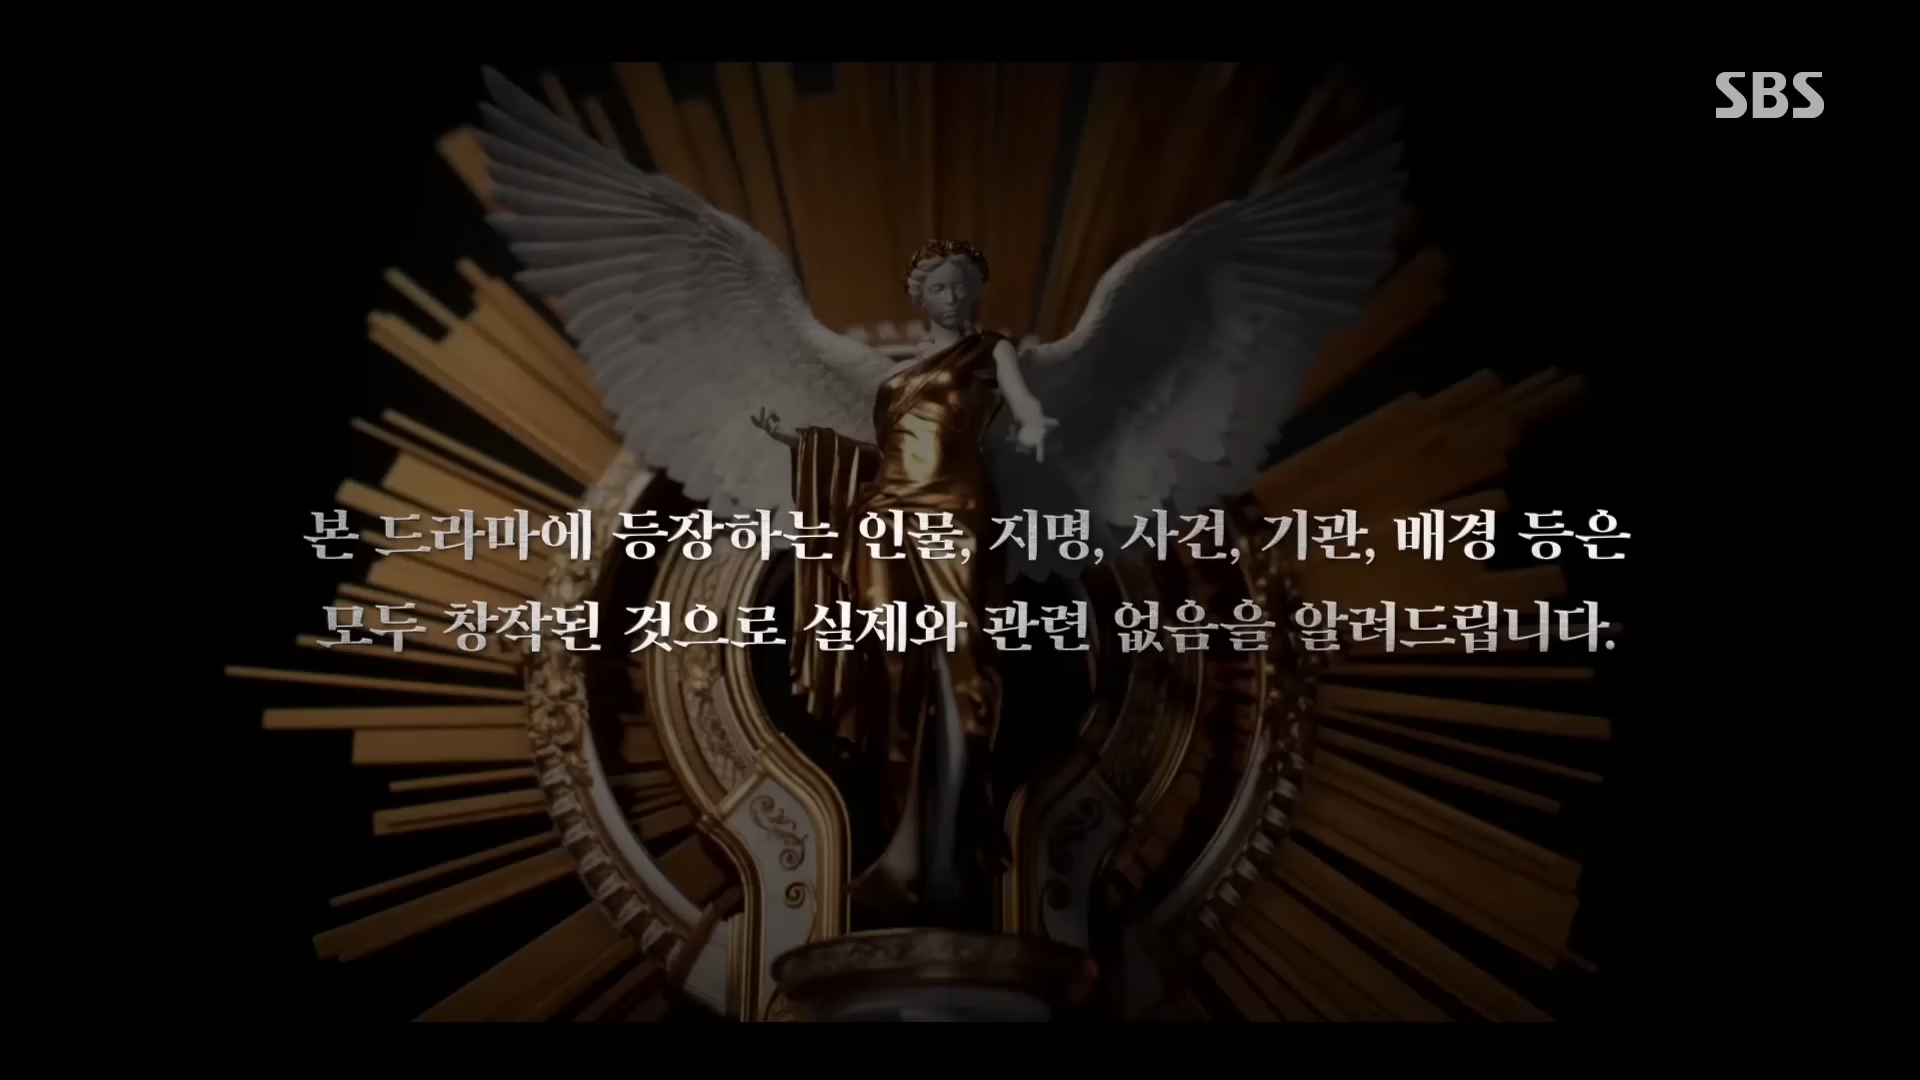 SBS
본 드라마에 등장하는 인물, 지명, 사건, 기관, 배경 등은
모두 창작된 것으로 실제와 관련 없음을 알려드립니다.